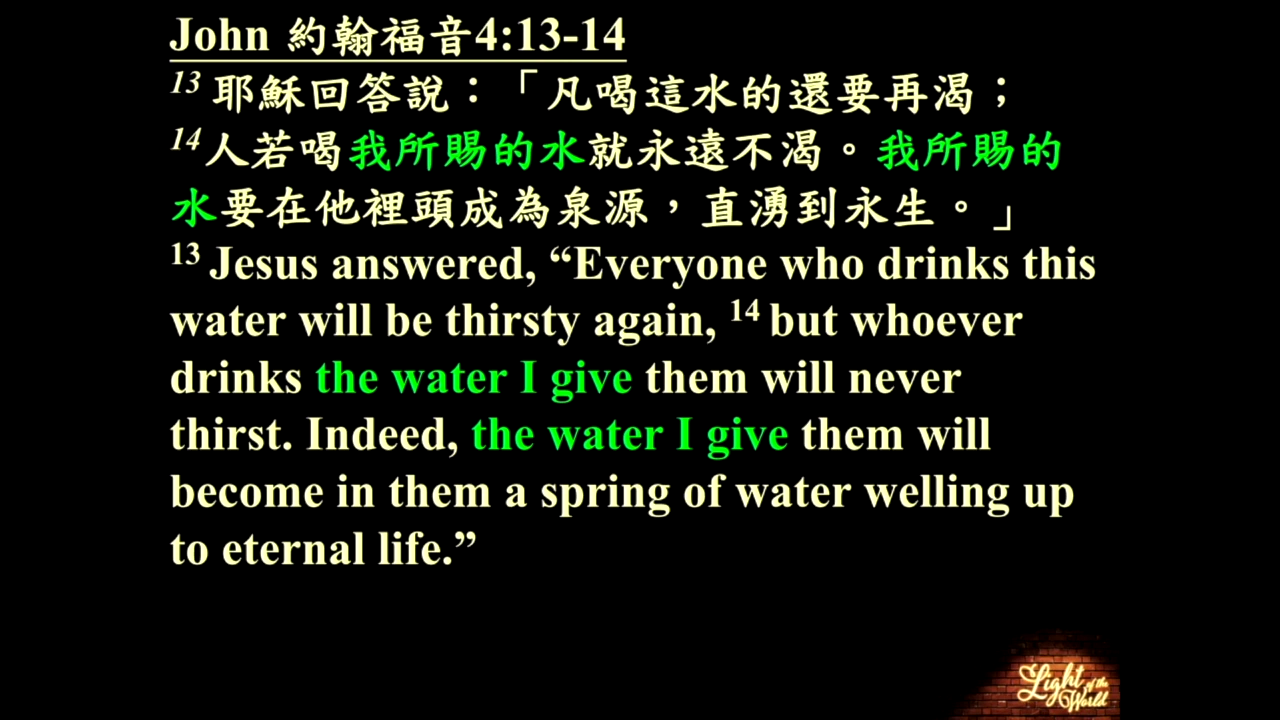 John 約翰福音4:13-14
13 耶穌回答說：「凡喝這水的還要再渴；
14人若喝我所賜的水就永遠不渴。我所賜的
水要在他裡頭成為泉源，直湧到永生。」
13 Jesus answered, “Everyone who drinks this
water will be thirsty again, 14 but whoever
drinks the water I give them will never
thirst. Indeed, the water I give them will
become in them a spring of water welling up
to eternal life.”
Light of the
World